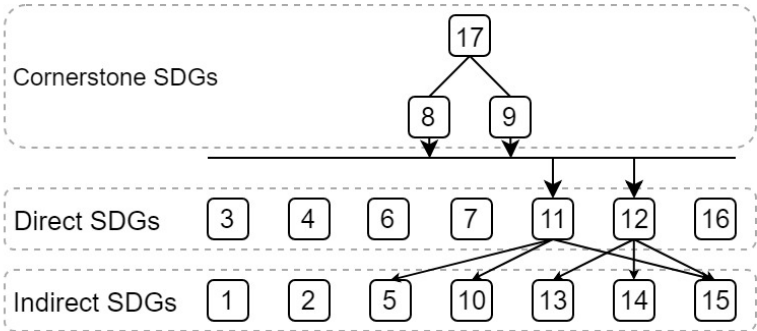 17
Cornerstone SDGs
8 9
Direct SDGs 3 4 6 7 11 12 16
Indirect SDGs 1 2 5 10 13 14 15